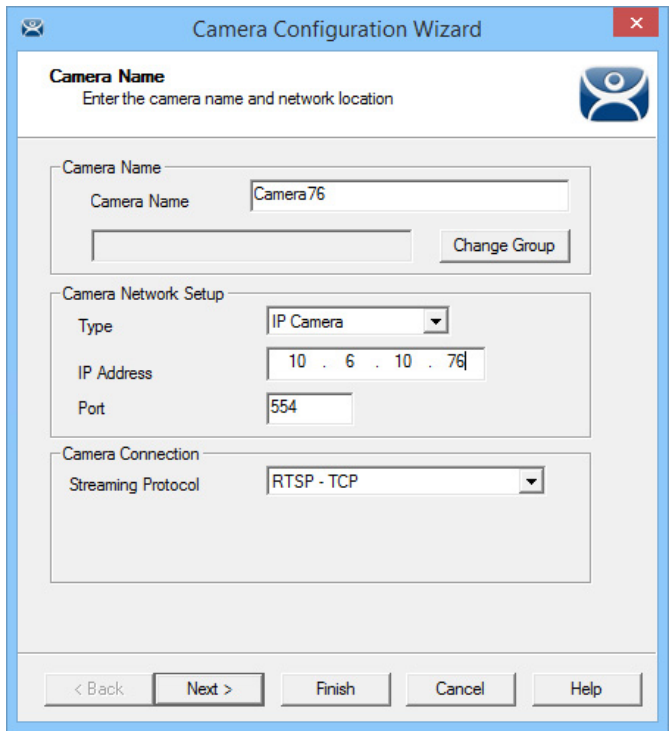 Camera Configuration Wizard
Camera Name
Enter the camera name and network location
Camera Name
Camera Name Camera76
Change Group
Camera Network Setup
Type IP Camera
IP Address 10 . 6 . 10 . 76
Port 554
Camera Connection
Streaming Protocol RTSP - TCP
< Back Next > Finish Cancel Help